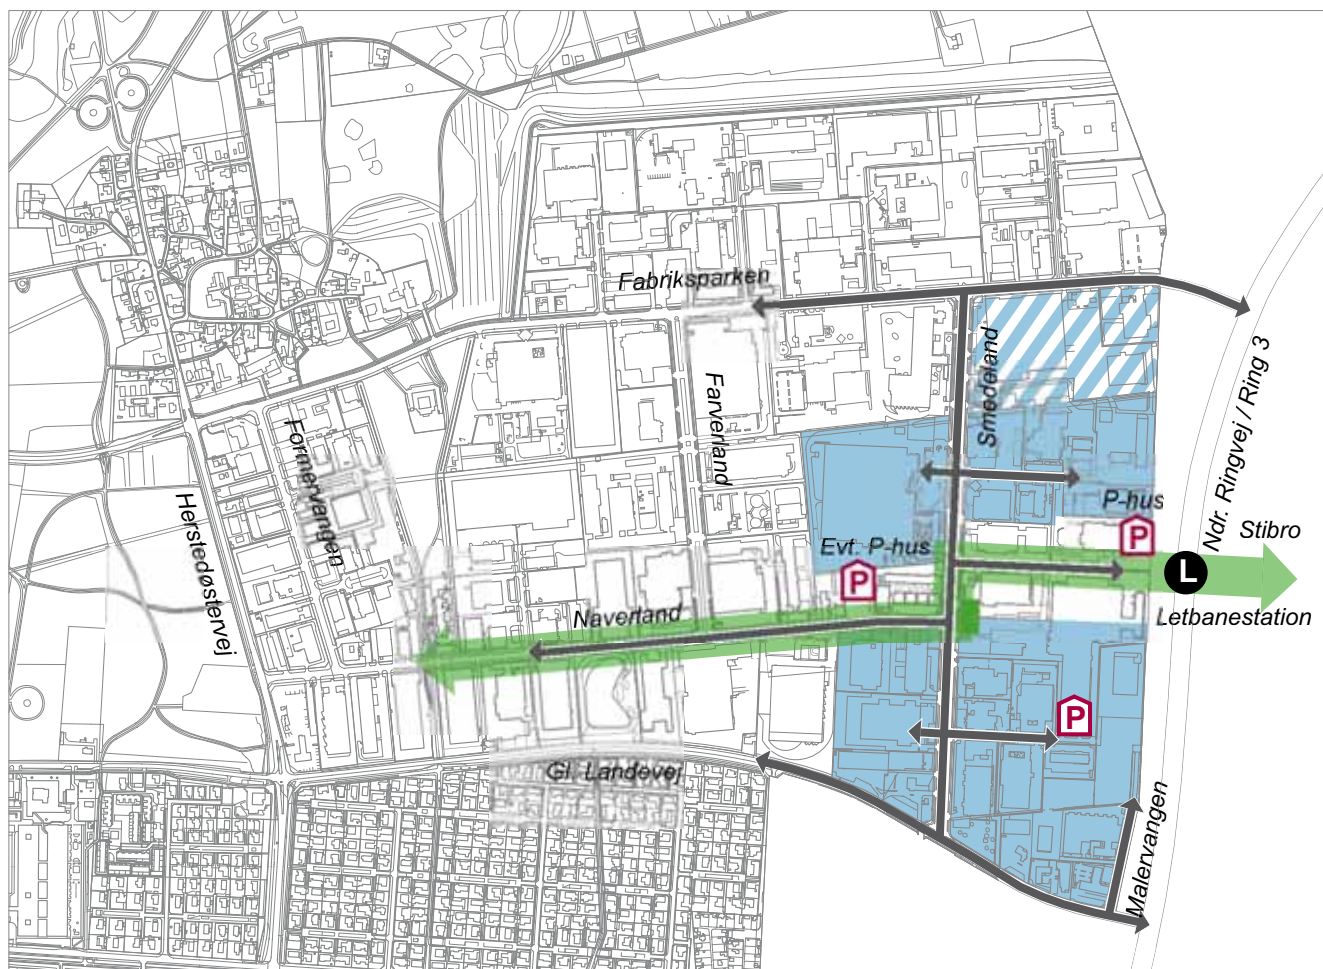 Fabriksparken
Smedeland
Ndr. Ringvej / Ring 3
Farverland
Formervangen
Herstedøstervej
P-hus
P
Stibro
Evt. P-hus
P
L
Letbanestation
Naverland
P
Gl. Landevej
Malervangen